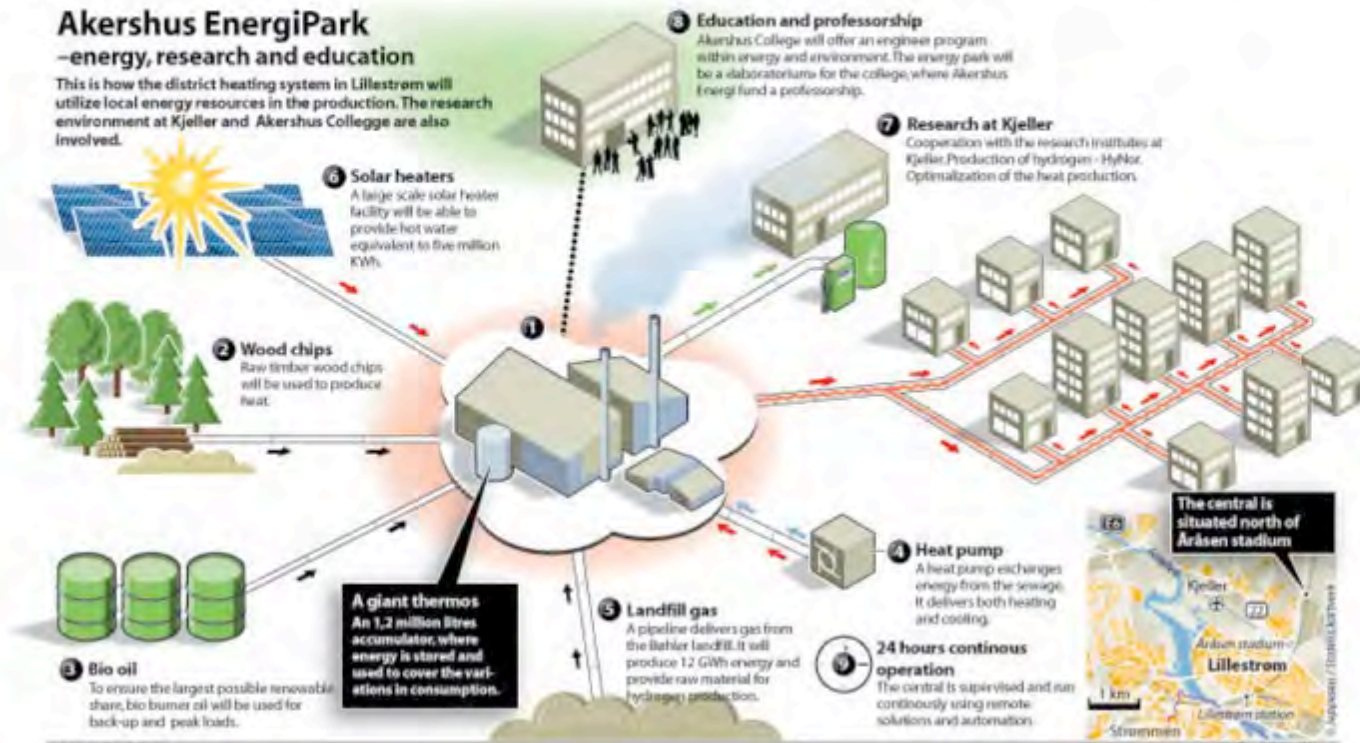 Akershus EnergiPark
–energy, research and education
This is how the district heating system in Lillestrøm will
utilize local energy resources in the production. The research
environment at Kjeller and Akershus Collegge are also
involved.
8 Education and professorship
Akershus College will offer an engineer program
within energy and environment. The energy park will
be a «laboratorium» for the college, where Akershus
Energi fund a professorship.
7 Research at Kjeller
Cooperation with the research institutes at
Kjeller. Production of hydrogen - HyNor.
Optimalization of the heat production.
6 Solar heaters
A large scale solar heater
facility will be able to
provide hot water
equivalent to five million
KWh.
1
2 Wood chips
Raw timber wood chips
will be used to produce
heat.
3 Bio oil
To ensure the largest possible renewable
share, bio burner oil will be used for
back-up and peak loads.
A giant thermos
An 1,2 million litres
accumulator, where
energy is stored and
used to cover the vari-
ations in consumption.
5 Landfill gas
A pipeline delivers gas from
the Bøhler landfill. It will
produce 12 GWh energy and
provide raw material for
hydrogen production.
4 Heat pump
A heat pump exchanges
energy from the sewage.
It delivers both heating
and cooling.
9 24 hours continous
operation
The central is supervised and run
continously using remote
solutions and automation.
The central is
situated north of
Åråsen stadium
E6
Kjeller
22
Åråsen stadium
Lillestrøm
1 km
Lillestrøm station
Strømmen